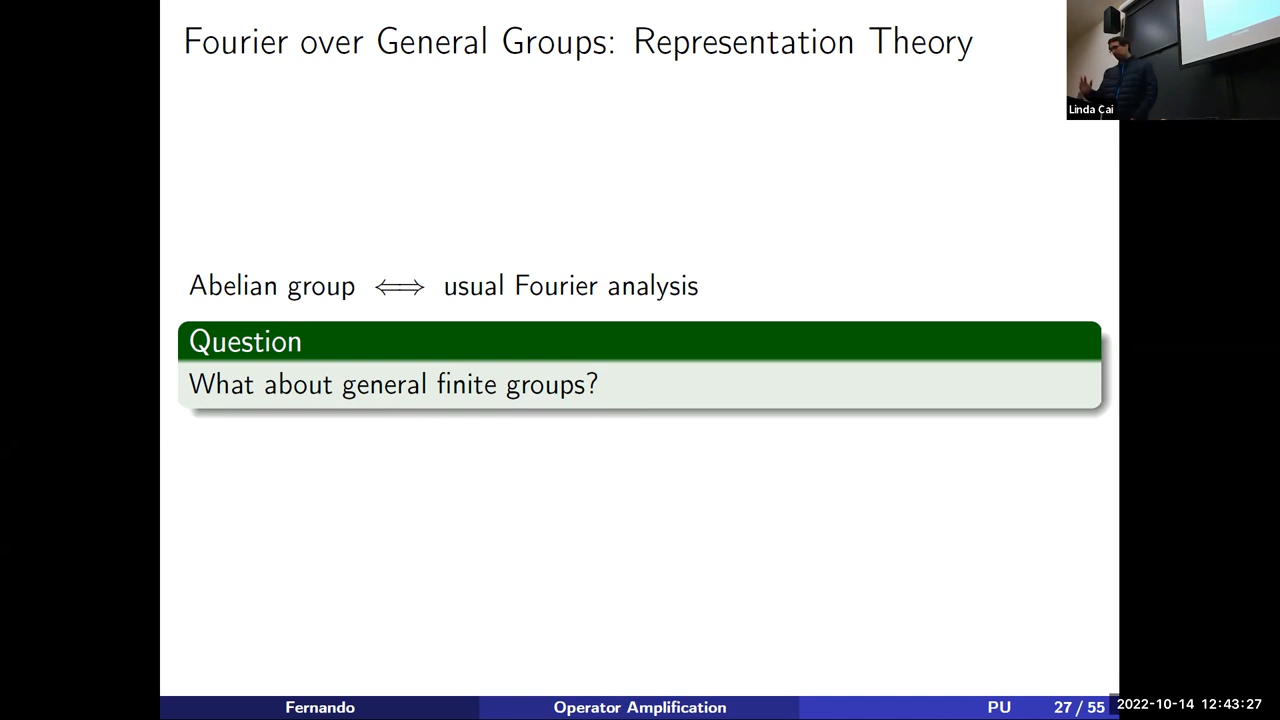 Fourier over General Groups: Representation Theory
Linda Cai
Abelian group ⟺ usual Fourier analysis
Question
What about general finite groups?
Fernando Operator Amplification PU 27 / 55 2022-10-14 12:43:27